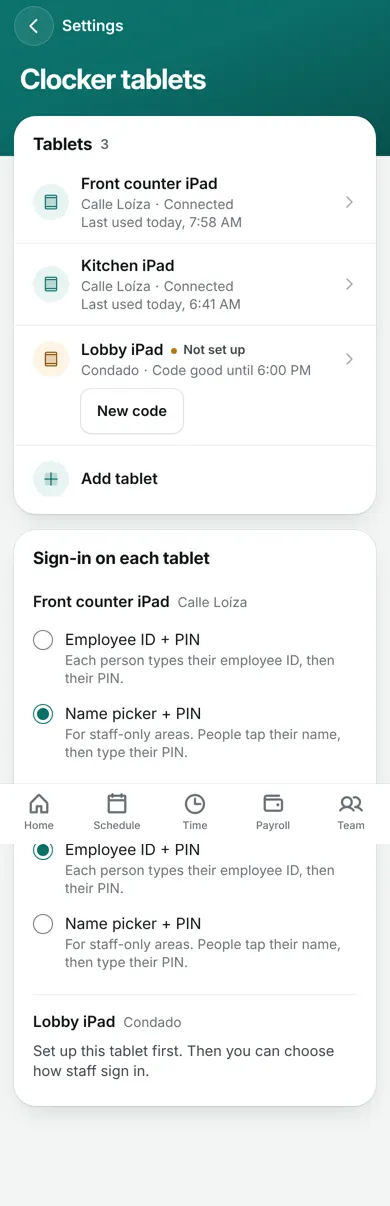 Settings
Clocker tablets
Tablets 3
Front counter iPad
Calle Loíza · Connected
Last used today, 7:58 AM
Kitchen iPad
Calle Loíza · Connected
Last used today, 6:41 AM
Lobby iPad • Not set up
Condado · Code good until 6:00 PM
New code
Add tablet
Sign-in on each tablet
Front counter iPad Calle Loíza
Employee ID + PIN
Each person types their employee ID, then
their PIN.
Name picker + PIN
For staff-only areas. People tap their name,
then type their PIN.
Home Schedule Time Payroll Team
Employee ID + PIN
Each person types their employee ID, then
their PIN.
Name picker + PIN
For staff-only areas. People tap their name,
then type their PIN.
Lobby iPad Condado
Set up this tablet first. Then you can choose
how staff sign in.